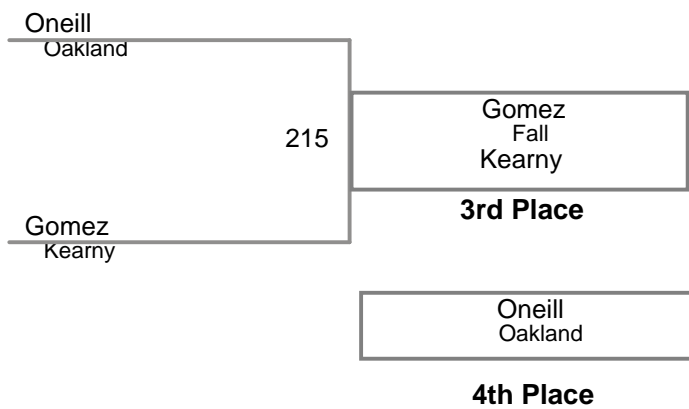 Oneill
Oakland
215
Gomez
Fall
Kearny
3rd Place
Gomez
Kearny
Oneill
Oakland
4th Place